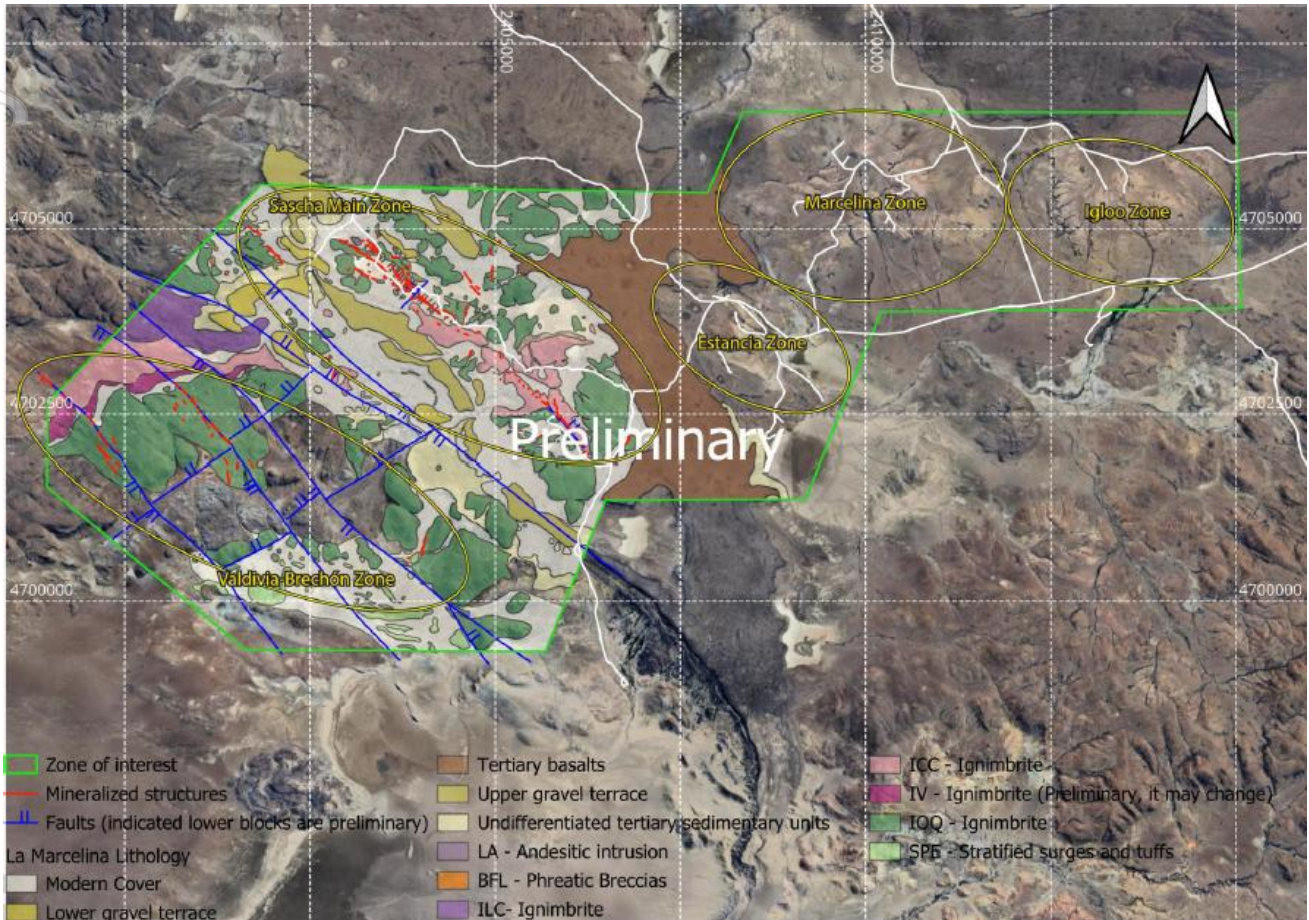 2405000
2410000
Sascha Main Zone
Marcelina Zone
Igloo Zone
4705000
4705000
Estancia Zone
4702500
4702500
Preliminary
Valdivia Brechon Zone
4700000
4700000
Zone of interest
Mineralized structures
Faults (indicated lower blocks are preliminary)
La Marcelina Lithology
Modern Cover
Lower gravel terrace
Tertiary basalts
Upper gravel terrace
Undifferentiated tertiary sedimentary units
LA - Andesitic intrusion
BFL - Phreatic Breccias
ILC- Ignimbrite
ICC - Ignimbrite
IV - Ignimbrite (Preliminary, it may change)
IOQ - Ignimbrite
SPE - Stratified surges and tuffs